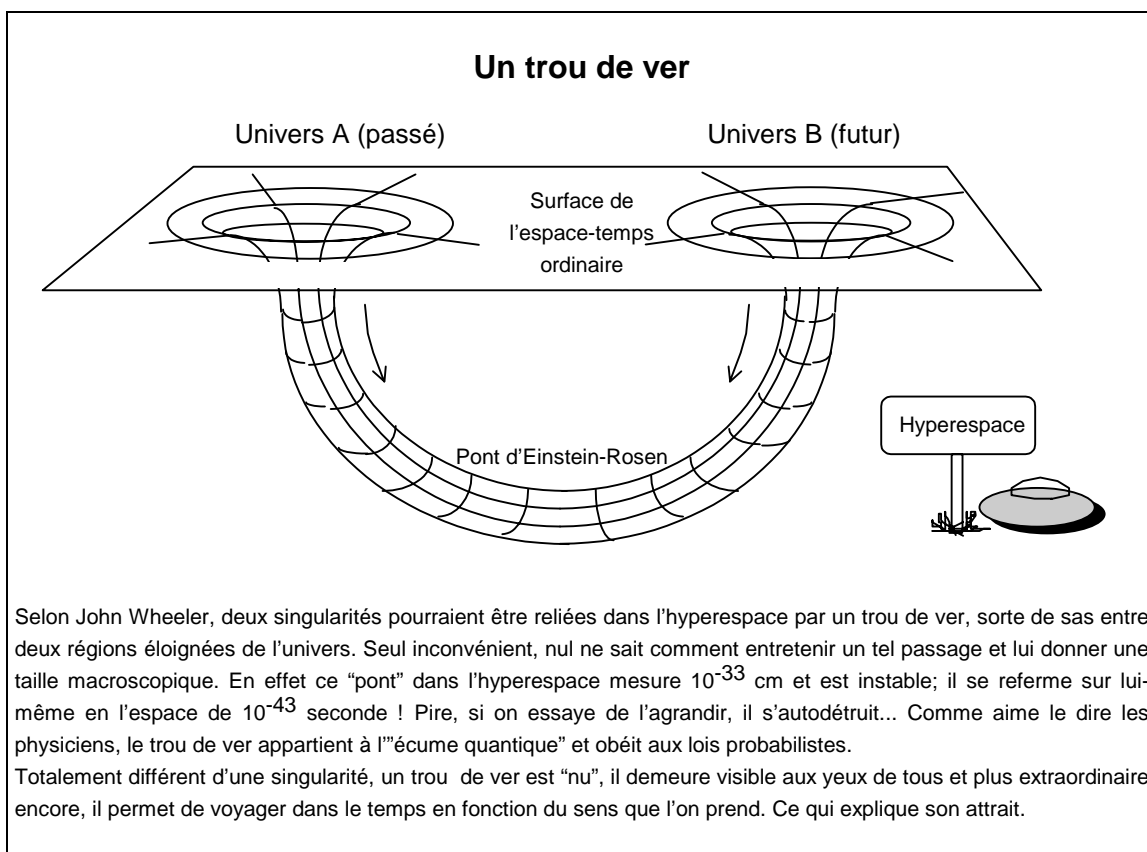 Un trou de ver
Univers A (passé)
Univers B (futur)
Surface de
l'espace-temps
ordinaire
Hyperespace
Pont d'Einstein-Rosen
Selon John Wheeler, deux singularités pourraient être reliées dans l'hyperespace par un trou de ver, sorte de sas entre
deux régions éloignées de l'univers. Seul inconvénient, nul ne sait comment entretenir un tel passage et lui donner une
taille macroscopique. En effet ce “pont” dans l'hyperespace mesure 10⁻³³ cm et est instable; il se referme sur lui-
même en l'espace de 10⁻⁴³ seconde ! Pire, si on essaye de l'agrandir, il s'autodétruit... Comme aime le dire les
physiciens, le trou de ver appartient à l'”écume quantique” et obéit aux lois probabilistes.
Totalement différent d'une singularité, un trou de ver est “nu”, il demeure visible aux yeux de tous et plus extraordinaire
encore, il permet de voyager dans le temps en fonction du sens que l'on prend. Ce qui explique son attrait.